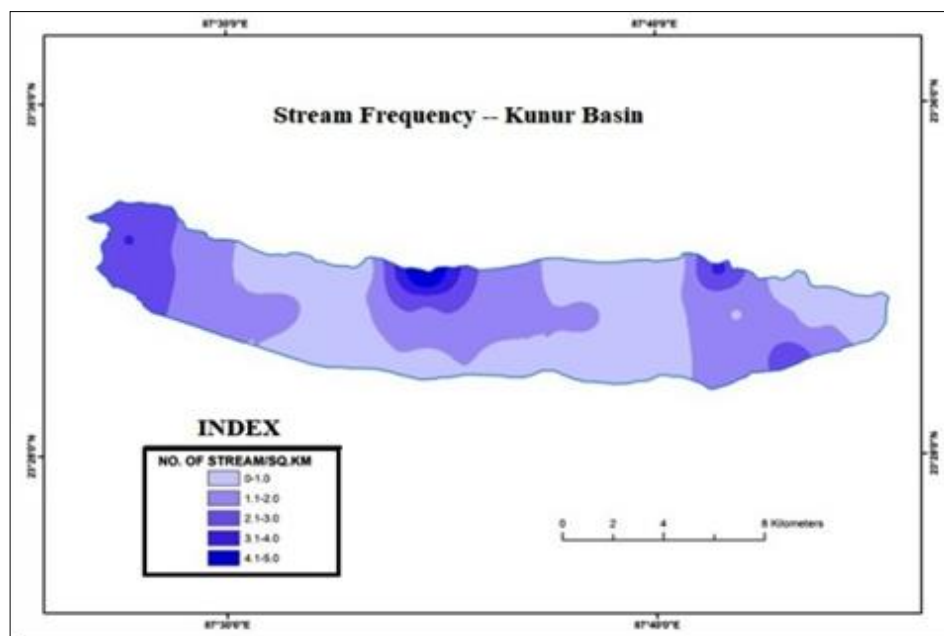 87°30'0"E 87°40'0"E
Stream Frequency -- Kunur Basin
INDEX
NO. OF STREAM/SQ.KM
0-1.0
1.1-2.0
2.1-3.0
3.1-4.0
4.1-5.0
0 2 4 8 Kilometers
87°30'0"E 87°40'0"E